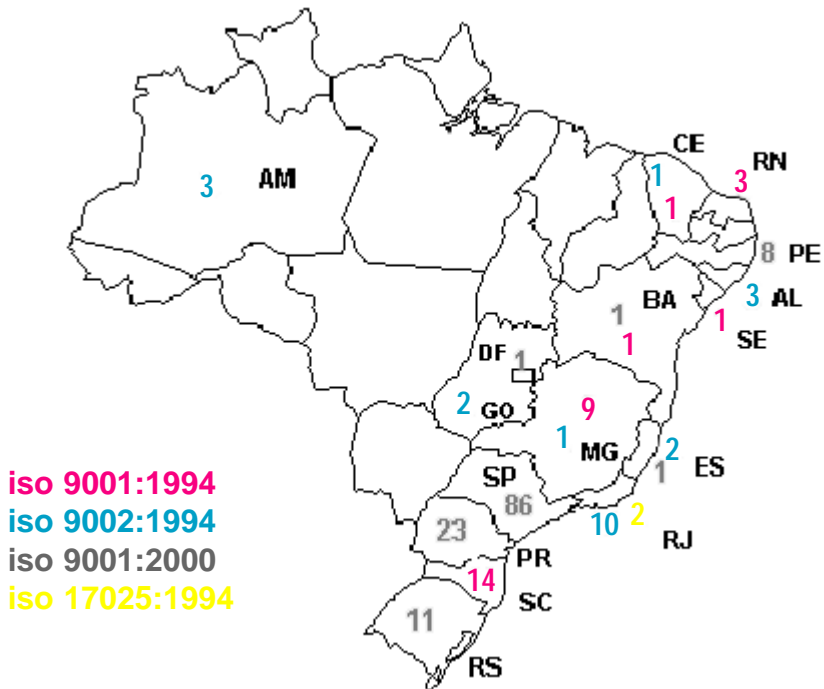 CE
RN
1
3
AM
3
1
8 PE
3
AL
BA
1
1
SE
DF 1
1
2
GO
9
1
MG
2
ES
1
SP
iso 9001:1994
86
iso 9002:1994
10
2
23
RJ
iso 9001:2000
PR
14
iso 17025:1994
SC
11
RS